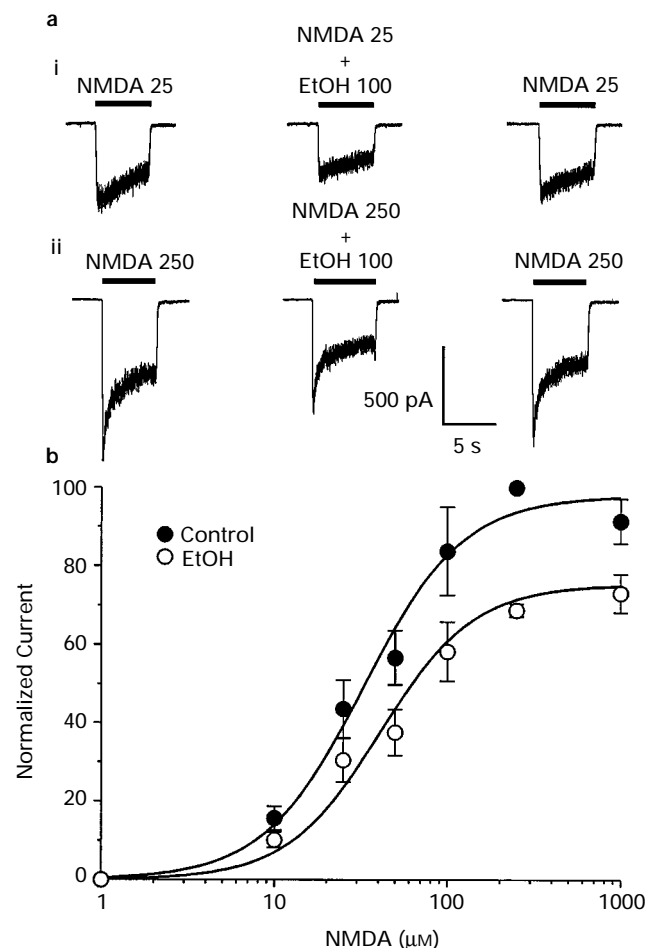 a
i
NMDA 25
NMDA 25
+
EtOH 100
NMDA 25
ii
NMDA 250
NMDA 250
+
EtOH 100
NMDA 250
500 pA
5 s
b
100
80
60
40
20
0
Normalized Current
Control
EtOH
1
10
100
1000
NMDA (μM)